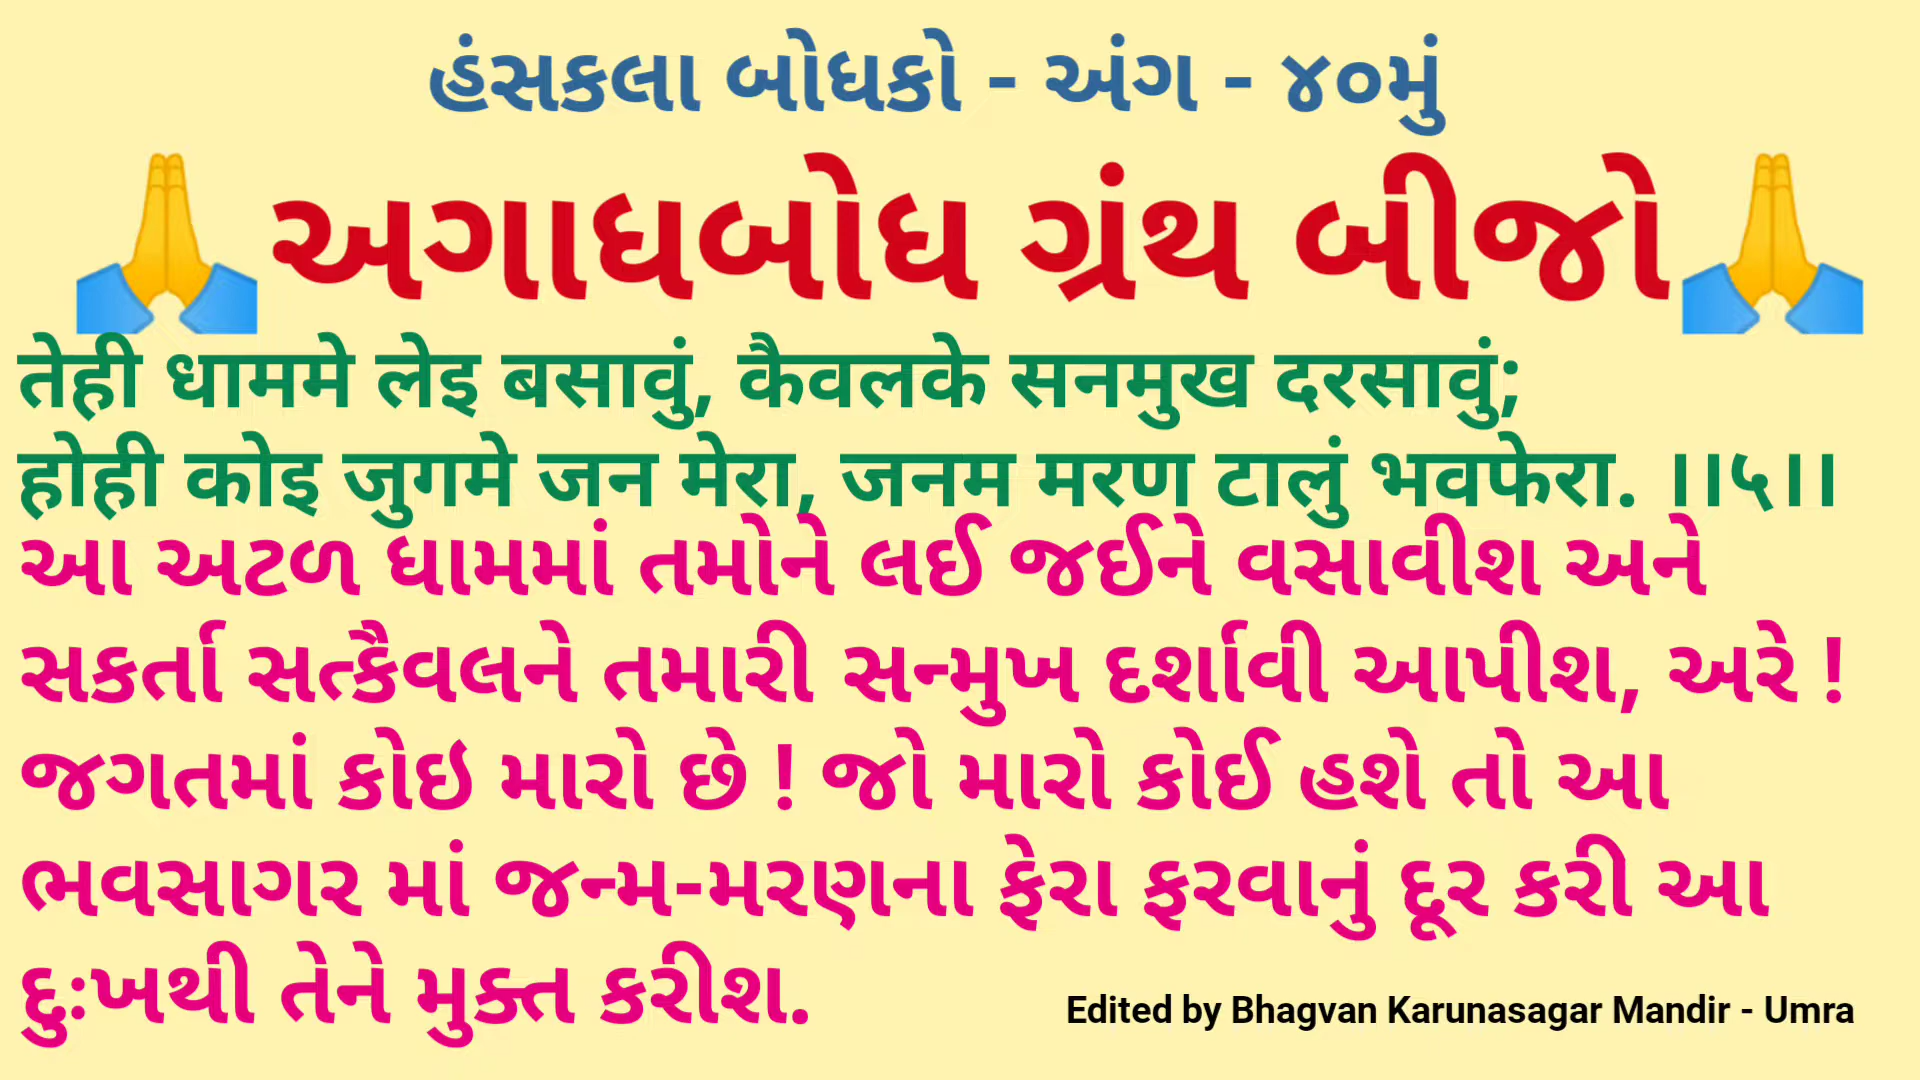 હંસકલા બોધકો - અંગ - ૪૦મું
🙏અગાધબોધ ગ્રંથ બીજો🙏
तेही धाममे लेइ बसावुं, कैवलके सनमुख दरसावुं;
होही कोइ जुगमे जन मेरा, जनम मरण टालुं भवफेरा. ।।५।।
આ અટળ ધામમાં તમોને લઈ જઈને વસાવીશ અને
સકર્તા સત્કૈવલને તમારી સન્મુખ દર્શાવી આપીશ, અરે !
જગતમાં કોઇ મારો છે ! જો મારો કોઈ હશે તો આ
ભવસાગર માં જન્મ-મરણના ફેરા ફરવાનું દૂર કરી આ
દુઃખથી તેને મુક્ત કરીશ.
Edited by Bhagvan Karunasagar Mandir - Umra